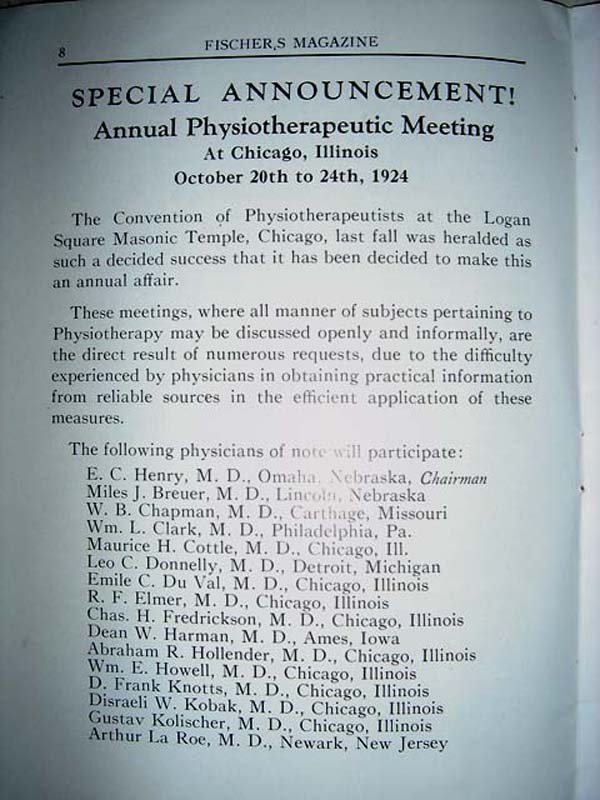 8
FISCHER,S MAGAZINE
SPECIAL ANNOUNCEMENT!
Annual Physiotherapeutic Meeting
At Chicago, Illinois
October 20th to 24th, 1924
The Convention of Physiotherapeutists at the Logan
Square Masonic Temple, Chicago, last fall was heralded as
such a decided success that it has been decided to make this
an annual affair.
These meetings, where all manner of subjects pertaining to
Physiotherapy may be discussed openly and informally, are
the direct result of numerous requests, due to the difficulty
experienced by physicians in obtaining practical information
from reliable sources in the efficient application of these
measures.
The following physicians of note will participate:
E. C. Henry, M. D., Omaha, Nebraska, Chairman
Miles J. Breuer, M. D., Lincoln, Nebraska
W. B. Chapman, M. D., Carthage, Missouri
Wm. L. Clark, M. D., Philadelphia, Pa.
Maurice H. Cottle, M. D., Chicago, Ill.
Leo C. Donnelly, M. D., Detroit, Michigan
Emile C. Du Val, M. D., Chicago, Illinois
R. F. Elmer, M. D., Chicago, Illinois
Chas. H. Fredrickson, M. D., Chicago, Illinois
Dean W. Harman, M. D., Ames, Iowa
Abraham R. Hollender, M. D., Chicago, Illinois
Wm. E. Howell, M. D., Chicago, Illinois
D. Frank Knotts, M. D., Chicago, Illinois
Disraeli W. Kobak, M. D., Chicago, Illinois
Gustav Kolischer, M. D., Chicago, Illinois
Arthur La Roe, M. D., Newark, New Jersey